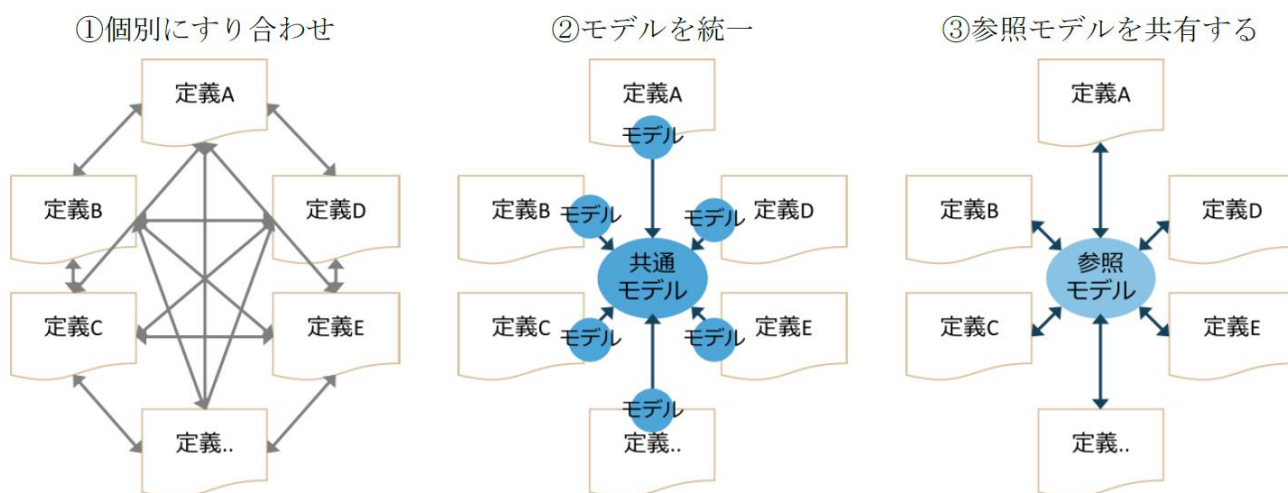 ①個別にすり合わせ
定義A
定義B
定義D
定義C
定義E
定義..
②モデルを統一
定義A
モデル
定義B
モデル
モデル
定義D
共通
モデル
定義C
モデル
モデル
定義E
モデル
定義..
③参照モデルを共有する
定義A
定義B
定義D
参照
モデル
定義C
定義E
定義..